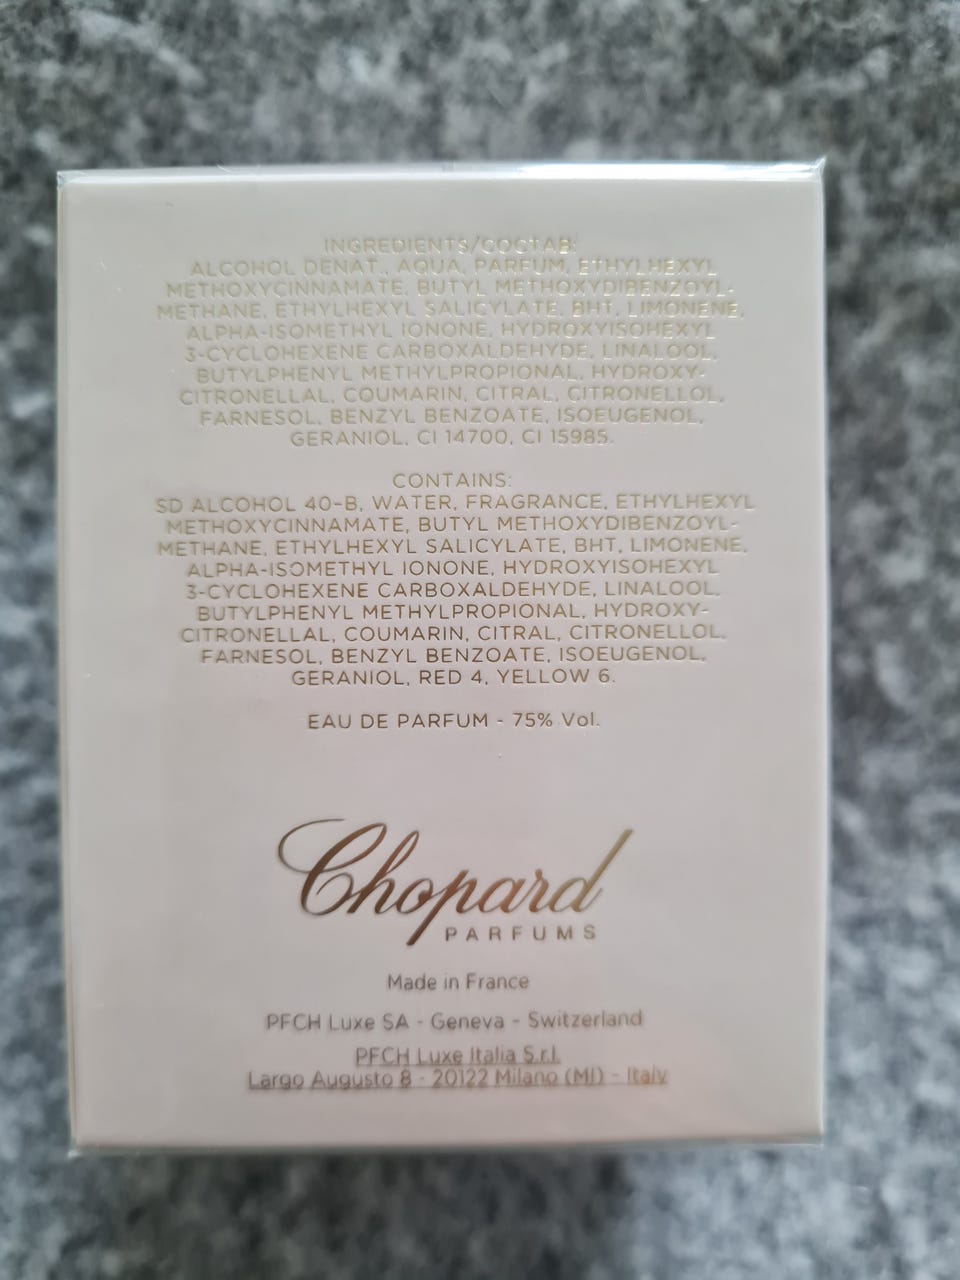 INGREDIENTS/COCTAB:
ALCOHOL DENAT., AQUA, PARFUM, ETHYLHEXYL
METHOXYCINNAMATE, BUTYL METHOXYDIBENZOYL-
METHANE, ETHYLHEXYL SALICYLATE, BHT, LIMONENE,
ALPHA-ISOMETHYL IONONE, HYDROXYISOHEXYL
3-CYCLOHEXENE CARBOXALDEHYDE, LINALOOL,
BUTYLPHENYL METHYLPROPIONAL, HYDROXY-
CITRONELLAL, COUMARIN, CITRAL, CITRONELLOL,
FARNESOL, BENZYL BENZOATE, ISOEUGENOL,
GERANIOL, CI 14700, CI 15985.
CONTAINS:
SD ALCOHOL 40-B, WATER, FRAGRANCE, ETHYLHEXYL
METHOXYCINNAMATE, BUTYL METHOXYDIBENZOYL-
METHANE, ETHYLHEXYL SALICYLATE, BHT, LIMONENE,
ALPHA-ISOMETHYL IONONE, HYDROXYISOHEXYL
3-CYCLOHEXENE CARBOXALDEHYDE, LINALOOL,
BUTYLPHENYL METHYLPROPIONAL, HYDROXY-
CITRONELLAL, COUMARIN, CITRAL, CITRONELLOL,
FARNESOL, BENZYL BENZOATE, ISOEUGENOL,
GERANIOL, RED 4, YELLOW 6.
EAU DE PARFUM - 75% Vol.
Chopard
PARFUMS
Made in France
PFCH Luxe SA - Geneva - Switzerland
PFCH Luxe Italia S.r.l.
Largo Augusto 8 - 20122 Milano (MI) - Italy